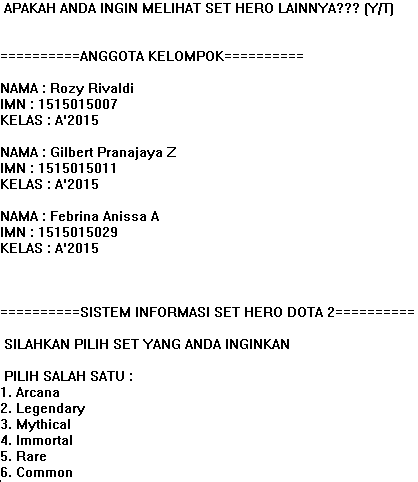 APAKAH ANDA INGIN MELIHAT SET HERO LAINNYA??? (Y/T)
==========ANGGOTA KELOMPOK==========
NAMA : Rozy Rivaldi
IMN : 1515015007
KELAS : A'2015
NAMA : Gilbert Pranajaya Z
IMN : 1515015011
KELAS : A'2015
NAMA : Febrina Anissa A
IMN : 1515015029
KELAS : A'2015
==========SISTEM INFORMASI SET HERO DOTA 2==========
SILAHKAN PILIH SET YANG ANDA INGINKAN
PILIH SALAH SATU :
1. Arcana
2. Legendary
3. Mythical
4. Immortal
5. Rare
6. Common